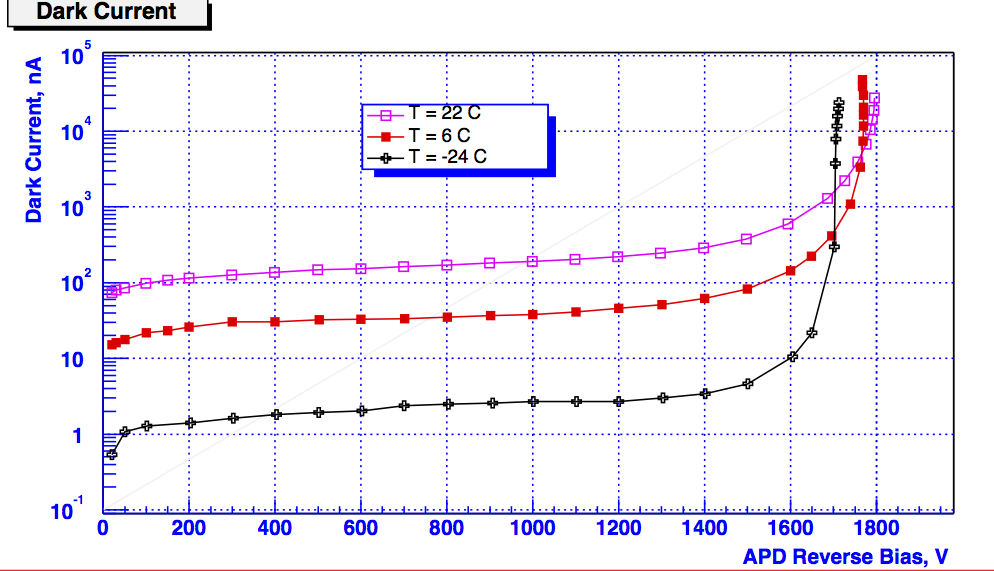 Dark Current
Dark Current, nA
10^5
10^4
10^3
10^2
10
1
10^-1
T = 22 C
T = 6 C
T = -24 C
0 200 400 600 800 1000 1200 1400 1600 1800
APD Reverse Bias, V